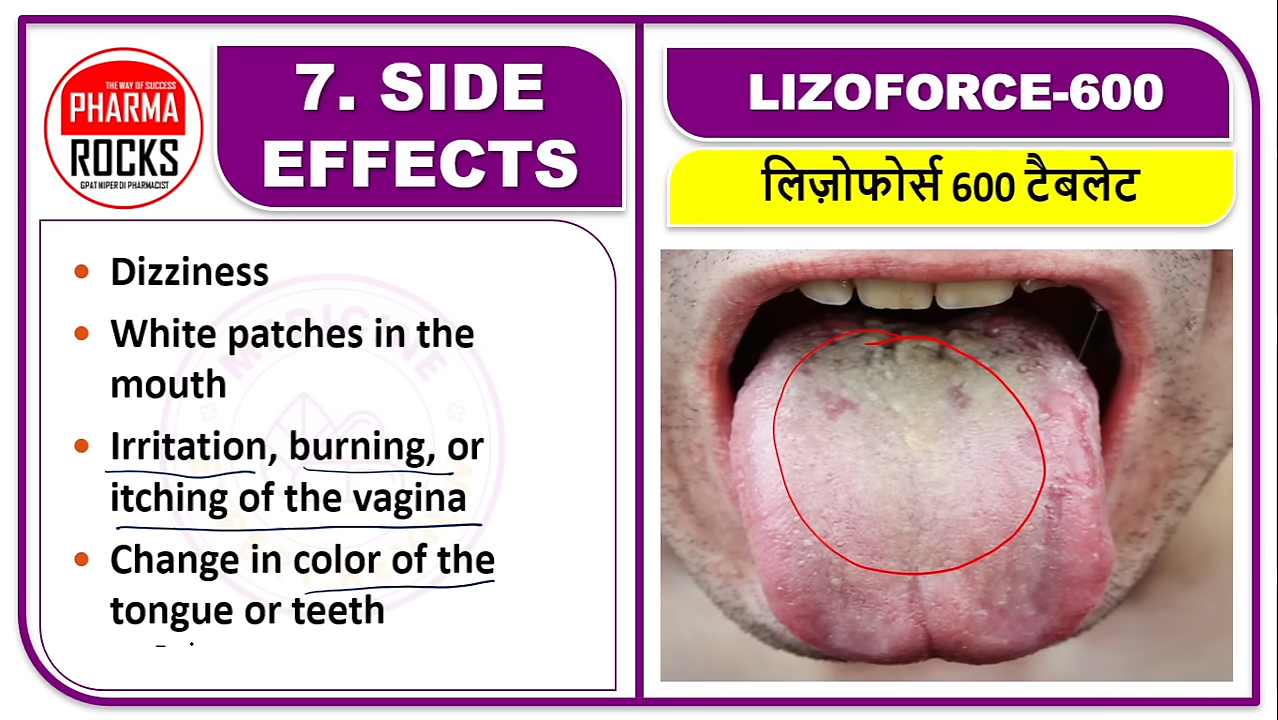 THE WAY OF SUCCESS
PHARMA
ROCKS
GPAT NIPER DI PHARMACIST
7. SIDE
EFFECTS
• Dizziness
• White patches in the
mouth
• Irritation, burning, or
itching of the vagina
• Change in color of the
tongue or teeth
LIZOFORCE-600
लिज़ोफोर्स 600 टैबलेट
MEDICINE